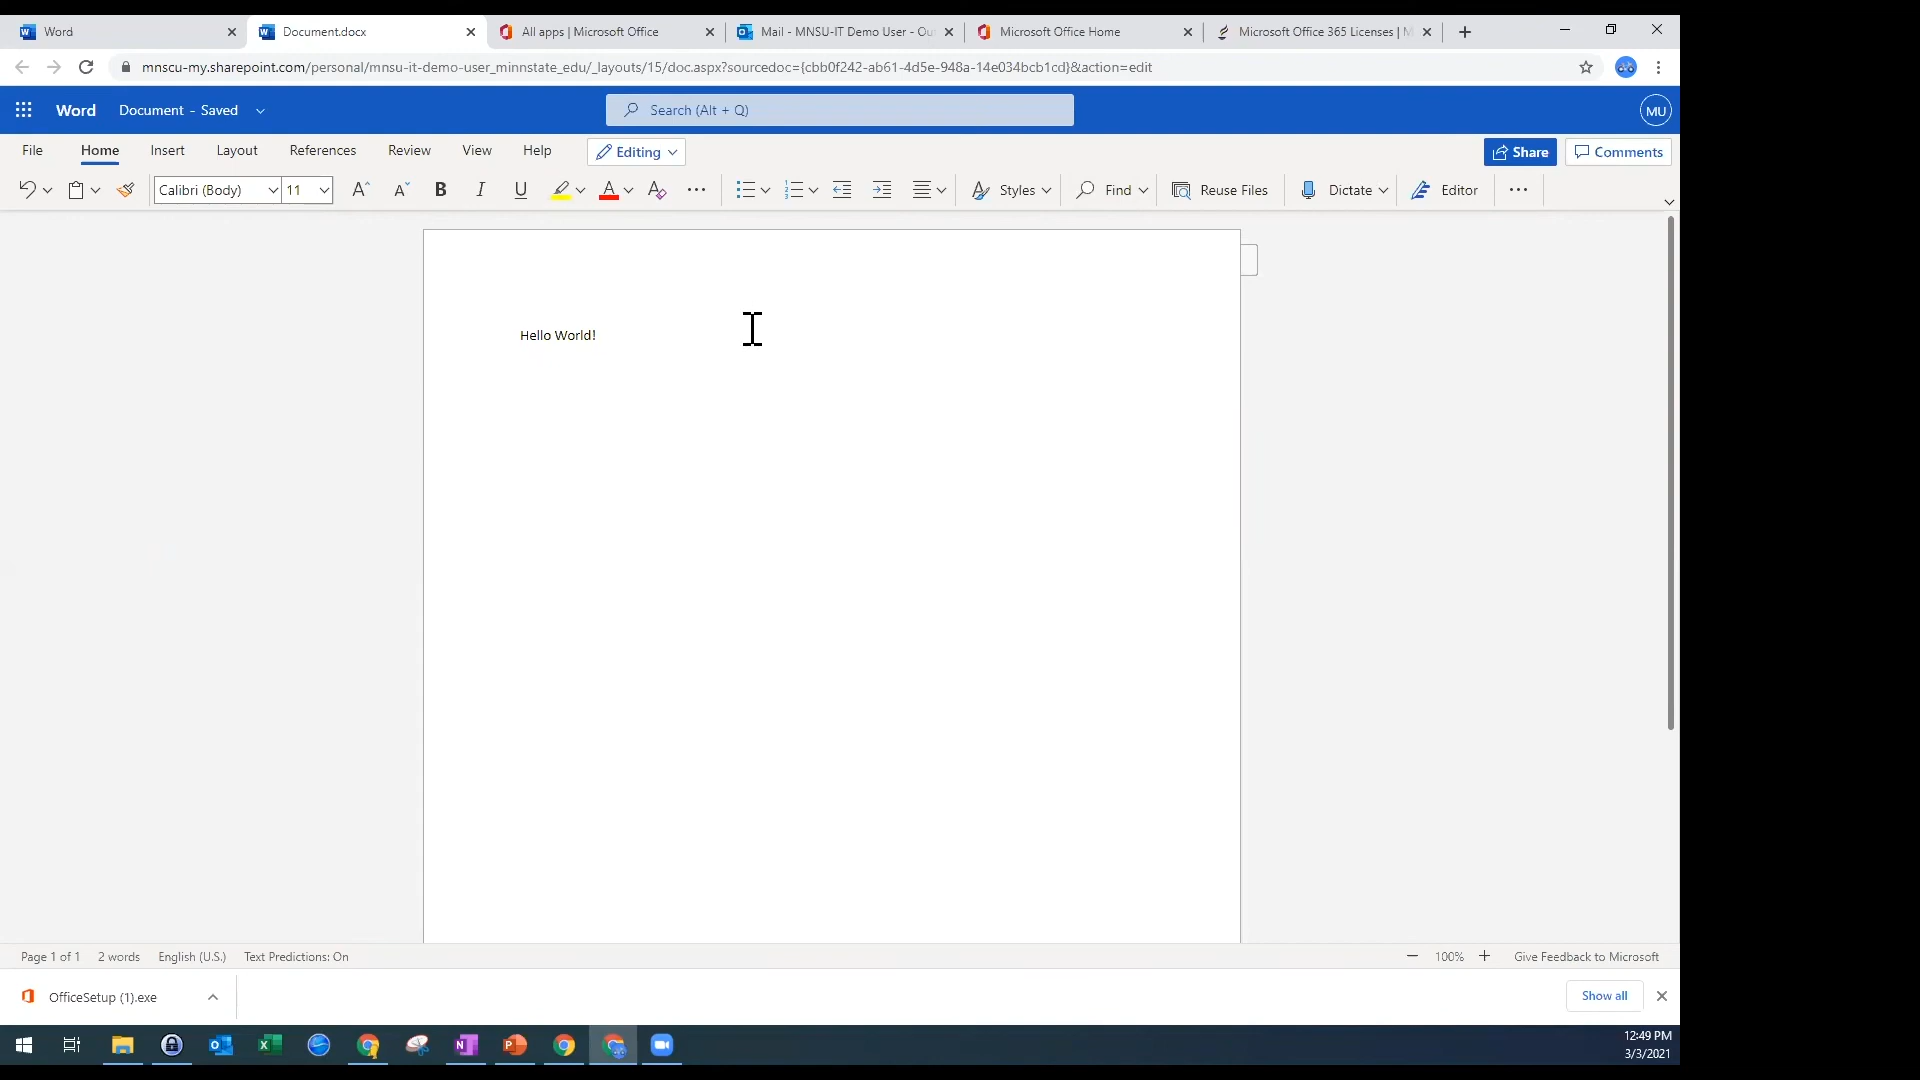 Word
Document.docx
All apps | Microsoft Office
Mail - MNSU-IT Demo User - Ou
Microsoft Office Home
Microsoft Office 365 Licenses | M
mnscu-my.sharepoint.com/personal/mnsu-it-demo-user_minnstate_edu/_layouts/15/doc.aspx?sourcedoc={cbb0f242-ab61-4d5e-948a-14e034bcb1cd}&action=edit
Word Document - Saved
Search (Alt + Q)
MU
File Home Insert Layout References Review View Help Editing
Share Comments
Calibri (Body) 11 B I U A Styles Find Reuse Files Dictate Editor
Hello World!
Page 1 of 1 2 words English (U.S.) Text Predictions: On
100% Give Feedback to Microsoft
OfficeSetup (1).exe
Show all
12:49 PM
3/3/2021